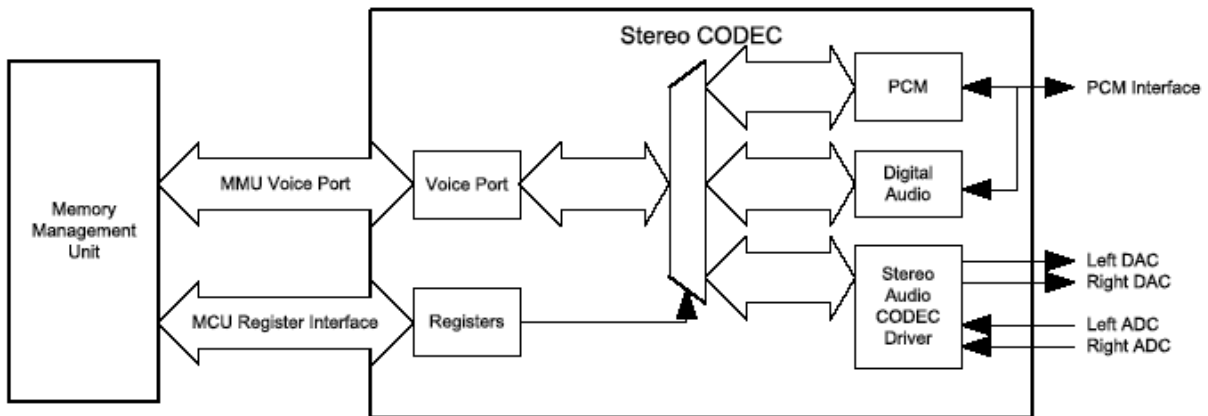 Stereo CODEC
Memory
Management
Unit
MMU Voice Port
MCU Register Interface
Voice Port
Registers
PCM
Digital
Audio
Stereo
Audio
CODEC
Driver
PCM Interface
Left DAC
Right DAC
Left ADC
Right ADC